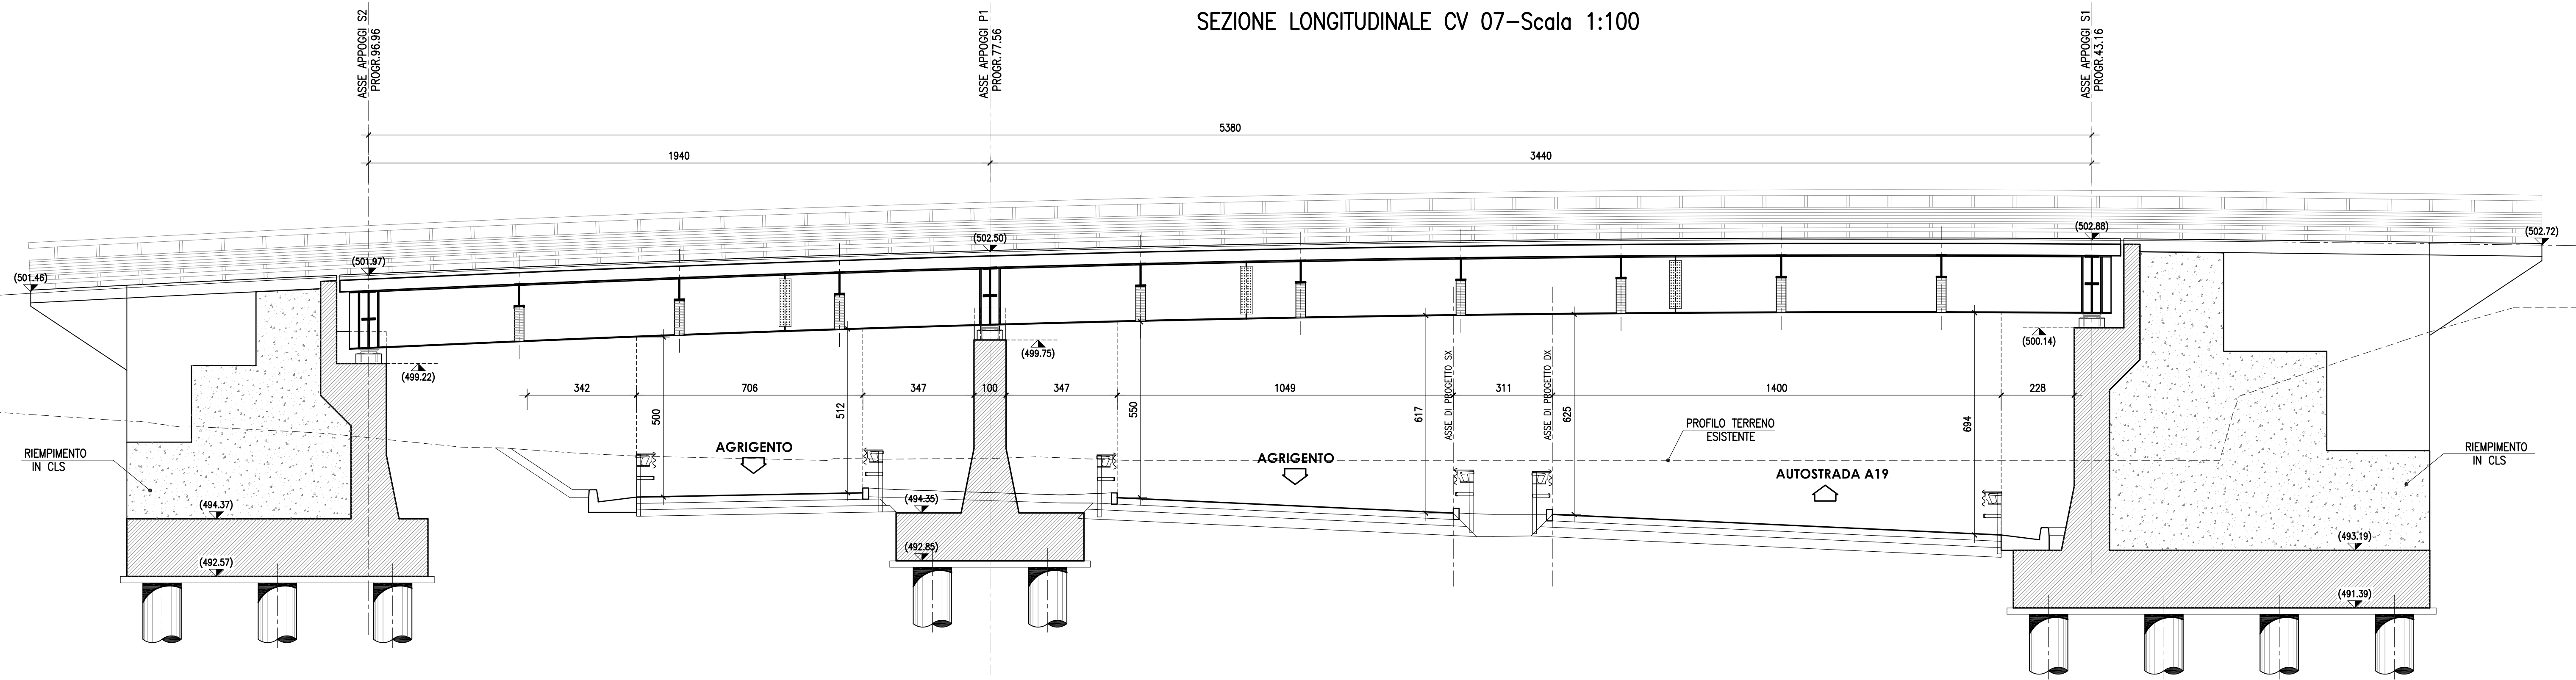 SEZIONE LONGITUDINALE CV 07-Scala 1:100
ASSE APPOGGI S2
PROGR.96.96
ASSE APPOGGI P1
PROGR.77.56
ASSE APPOGGI S1
PROGR.43.16
5380
1940
3440
(501.46)
(501.97)
(502.50)
(502.88)
(502.72)
(499.22)
(499.75)
(500.14)
342
706
347
100
347
1049
311
1400
228
500
512
550
617
625
694
ASSE DI PROGETTO SX
ASSE DI PROGETTO DX
PROFILO TERRENO
ESISTENTE
AGRIGENTO
AGRIGENTO
AUTOSTRADA A19
RIEMPIMENTO
IN CLS
RIEMPIMENTO
IN CLS
(494.37)
(494.35)
(493.19)
(492.57)
(492.85)
(491.39)